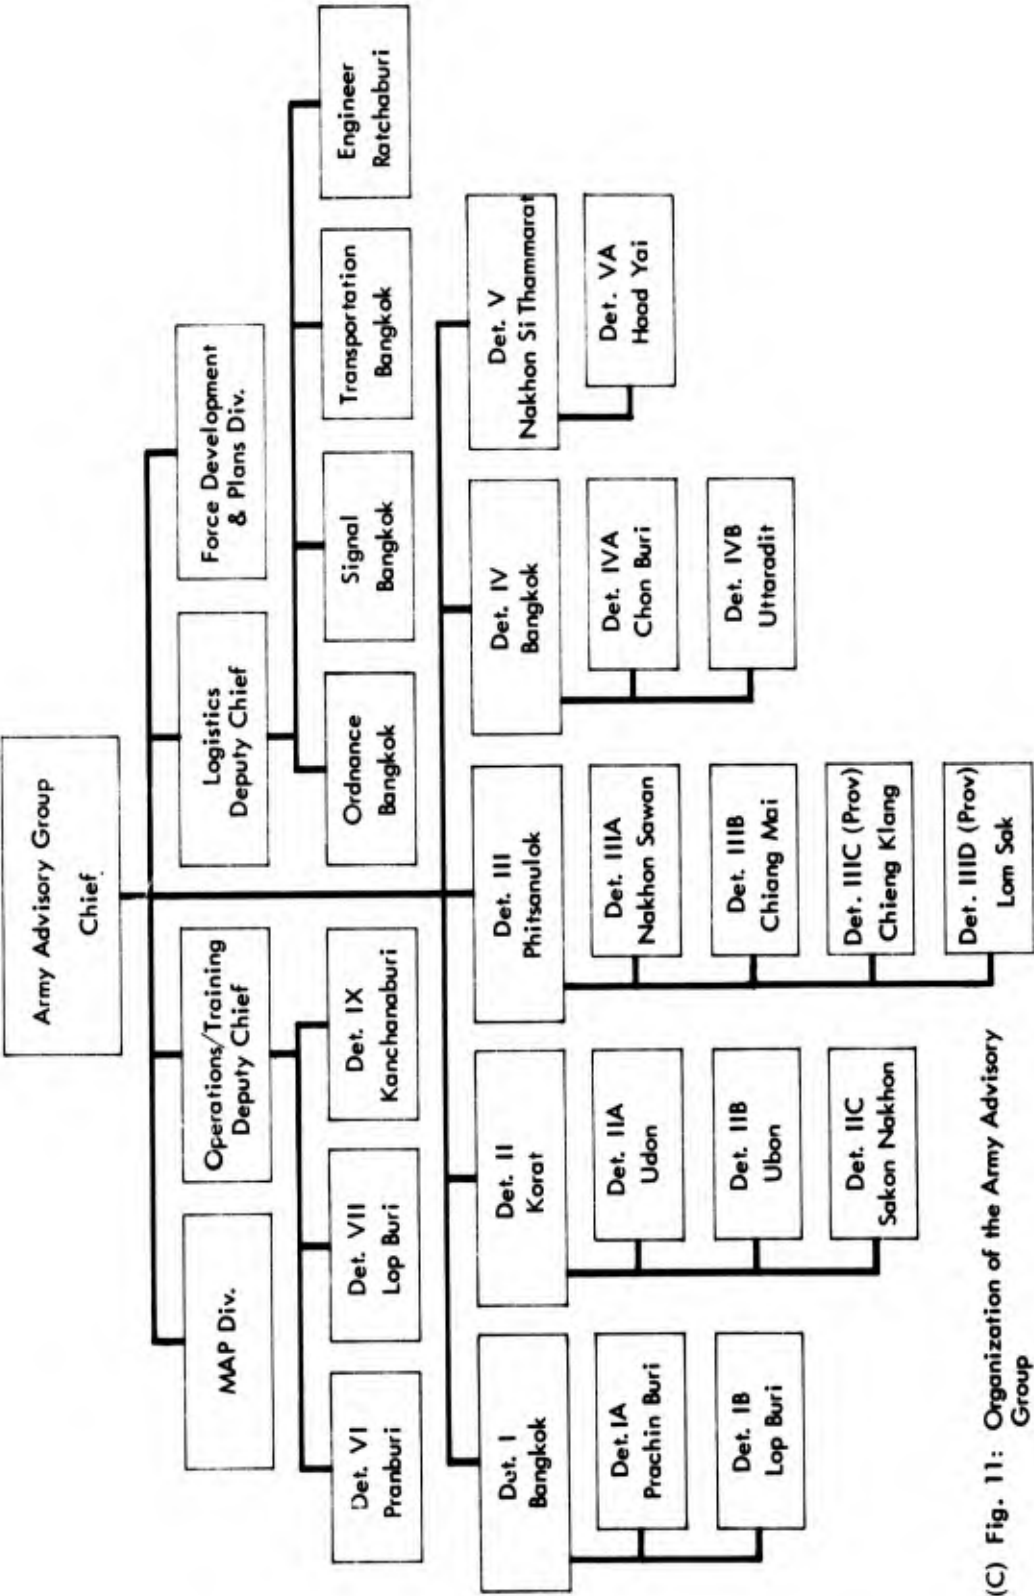 Army Advisory Group
Chief
MAP Div.
Operations/Training
Deputy Chief
Logistics
Deputy Chief
Force Development
& Plans Div.
Det. VI
Pranburi
Det. VII
Lop Buri
Det. IX
Kanchanaburi
Ordnance
Bangkok
Signal
Bangkok
Transportation
Bangkok
Engineer
Ratchaburi
Det. I
Bangkok
Det. II
Korat
Det. III
Phitsanulok
Det. IV
Bangkok
Det. V
Nakhon Si Thammarat
Det. IA
Prachin Buri
Det. IB
Lop Buri
Det. IIA
Udon
Det. IIB
Ubon
Det. IIC
Sakon Nakhon
Det. IIIA
Nakhon Sawan
Det. IIIB
Chiang Mai
Det. IIIC (Prov)
Chieng Klang
Det. IIID (Prov)
Lom Sak
Det. IVA
Chon Buri
Det. IVB
Uttaradit
Det. VA
Haad Yai
(C) Fig. 11: Organization of the Army Advisory
Group